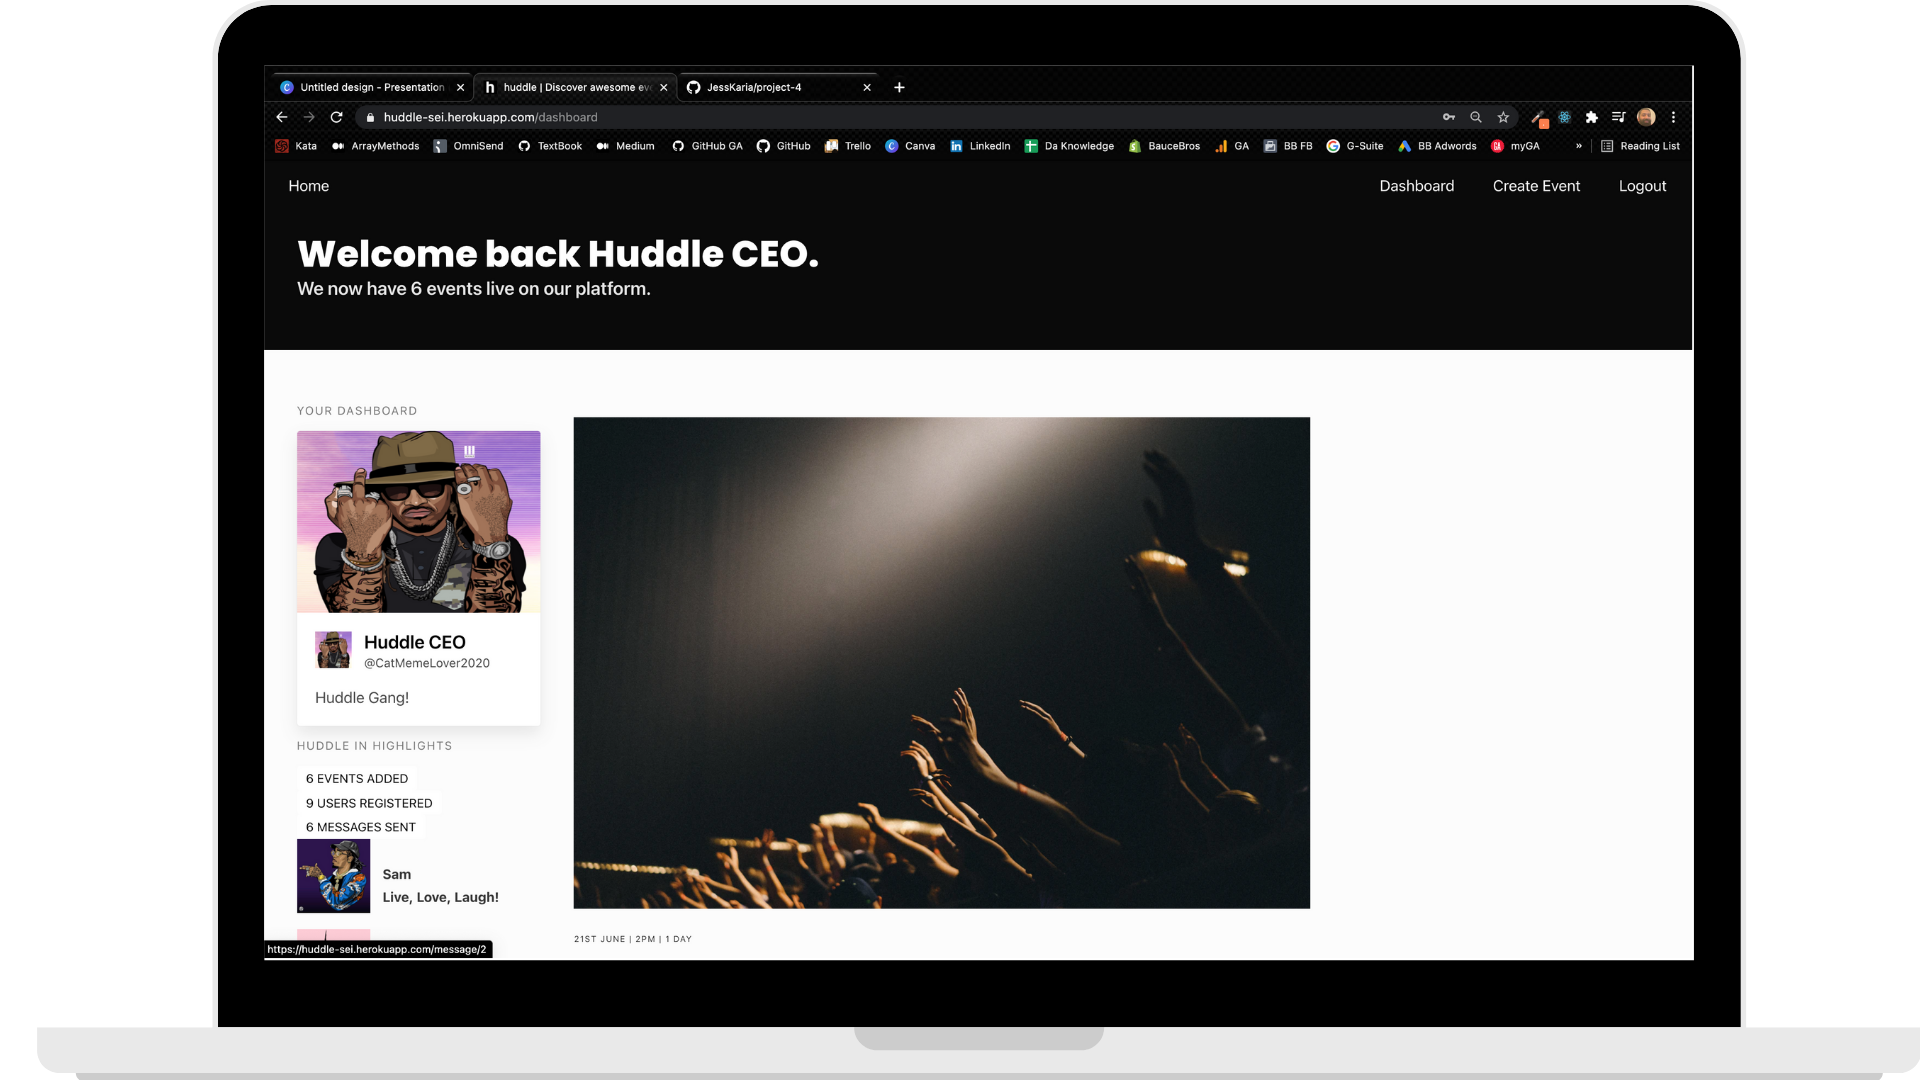 Untitled design - Presentation
huddle | Discover awesome ev
JessKaria/project-4
huddle-sei.herokuapp.com/dashboard
Kata ArrayMethods OmniSend TextBook Medium GitHub GA GitHub Trello Canva LinkedIn Da Knowledge BauceBros GA BB FB G-Suite BB Adwords myGA » Reading List
Home Dashboard Create Event Logout
Welcome back Huddle CEO.
We now have 6 events live on our platform.
YOUR DASHBOARD
Huddle CEO
@CatMemeLover2020
Huddle Gang!
HUDDLE IN HIGHLIGHTS
6 EVENTS ADDED
9 USERS REGISTERED
6 MESSAGES SENT
Sam
Live, Love, Laugh!
https://huddle-sei.herokuapp.com/message/2
21ST JUNE | 2PM | 1 DAY